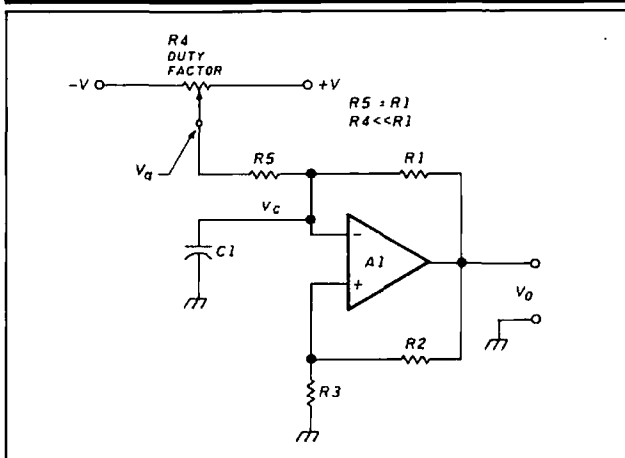 R4
DUTY
FACTOR
-V
+V
R5 = R1
R4<<R1
Va
R5
R1
Vc
C1
-
A1
+
Vo
R2
R3